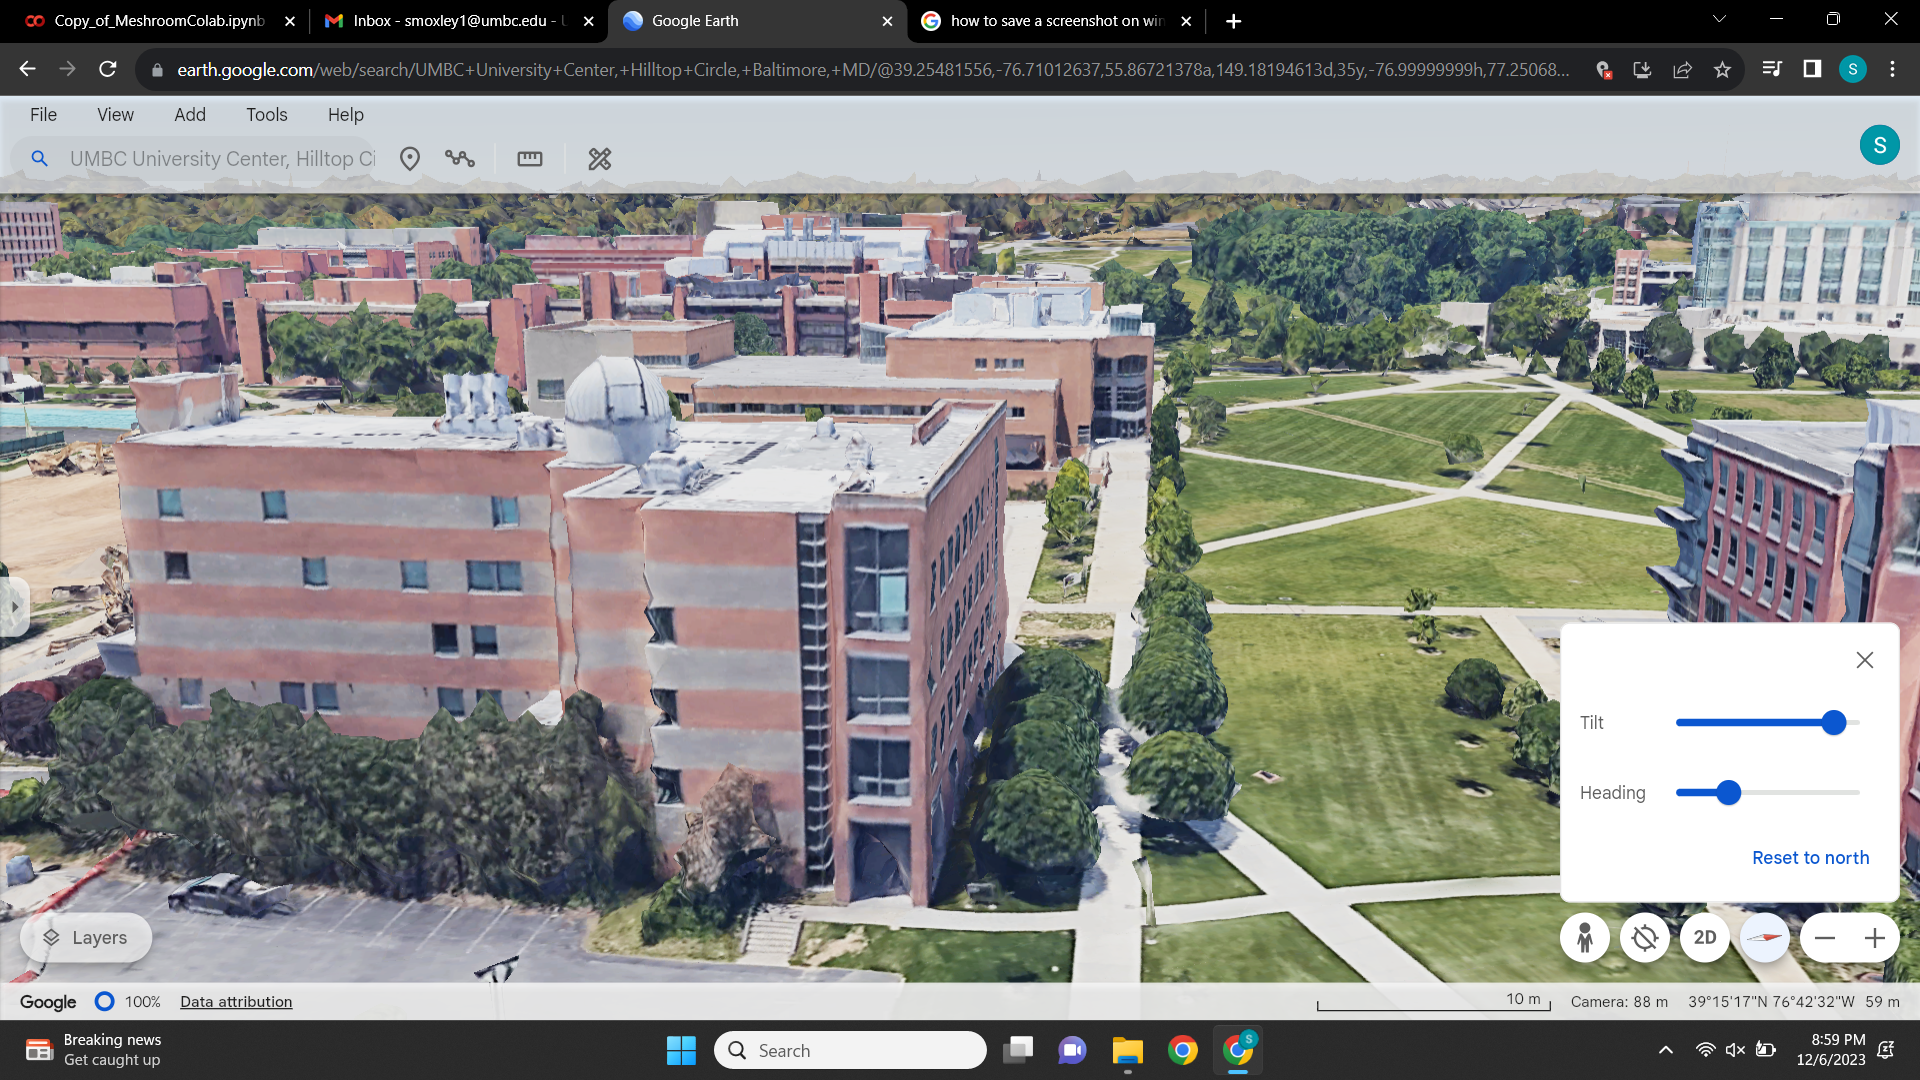 Copy_of_MeshroomColab.ipynb
Inbox - smoxley1@umbc.edu - U
Google Earth
how to save a screenshot on win
earth.google.com/web/search/UMBC+University+Center,+Hilltop+Circle,+Baltimore,+MD/@39.25481556,-76.71012637,55.86721378a,149.18194613d,35y,-76.99999999h,77.25068...
S
File View Add Tools Help
UMBC University Center, Hilltop Ci
S
Tilt
Heading
Reset to north
Layers
2D
Google 100% Data attribution
10 m
Camera: 88 m 39°15'17"N 76°42'32"W 59 m
Breaking news
Get caught up
Search
S
8:59 PM
12/6/2023